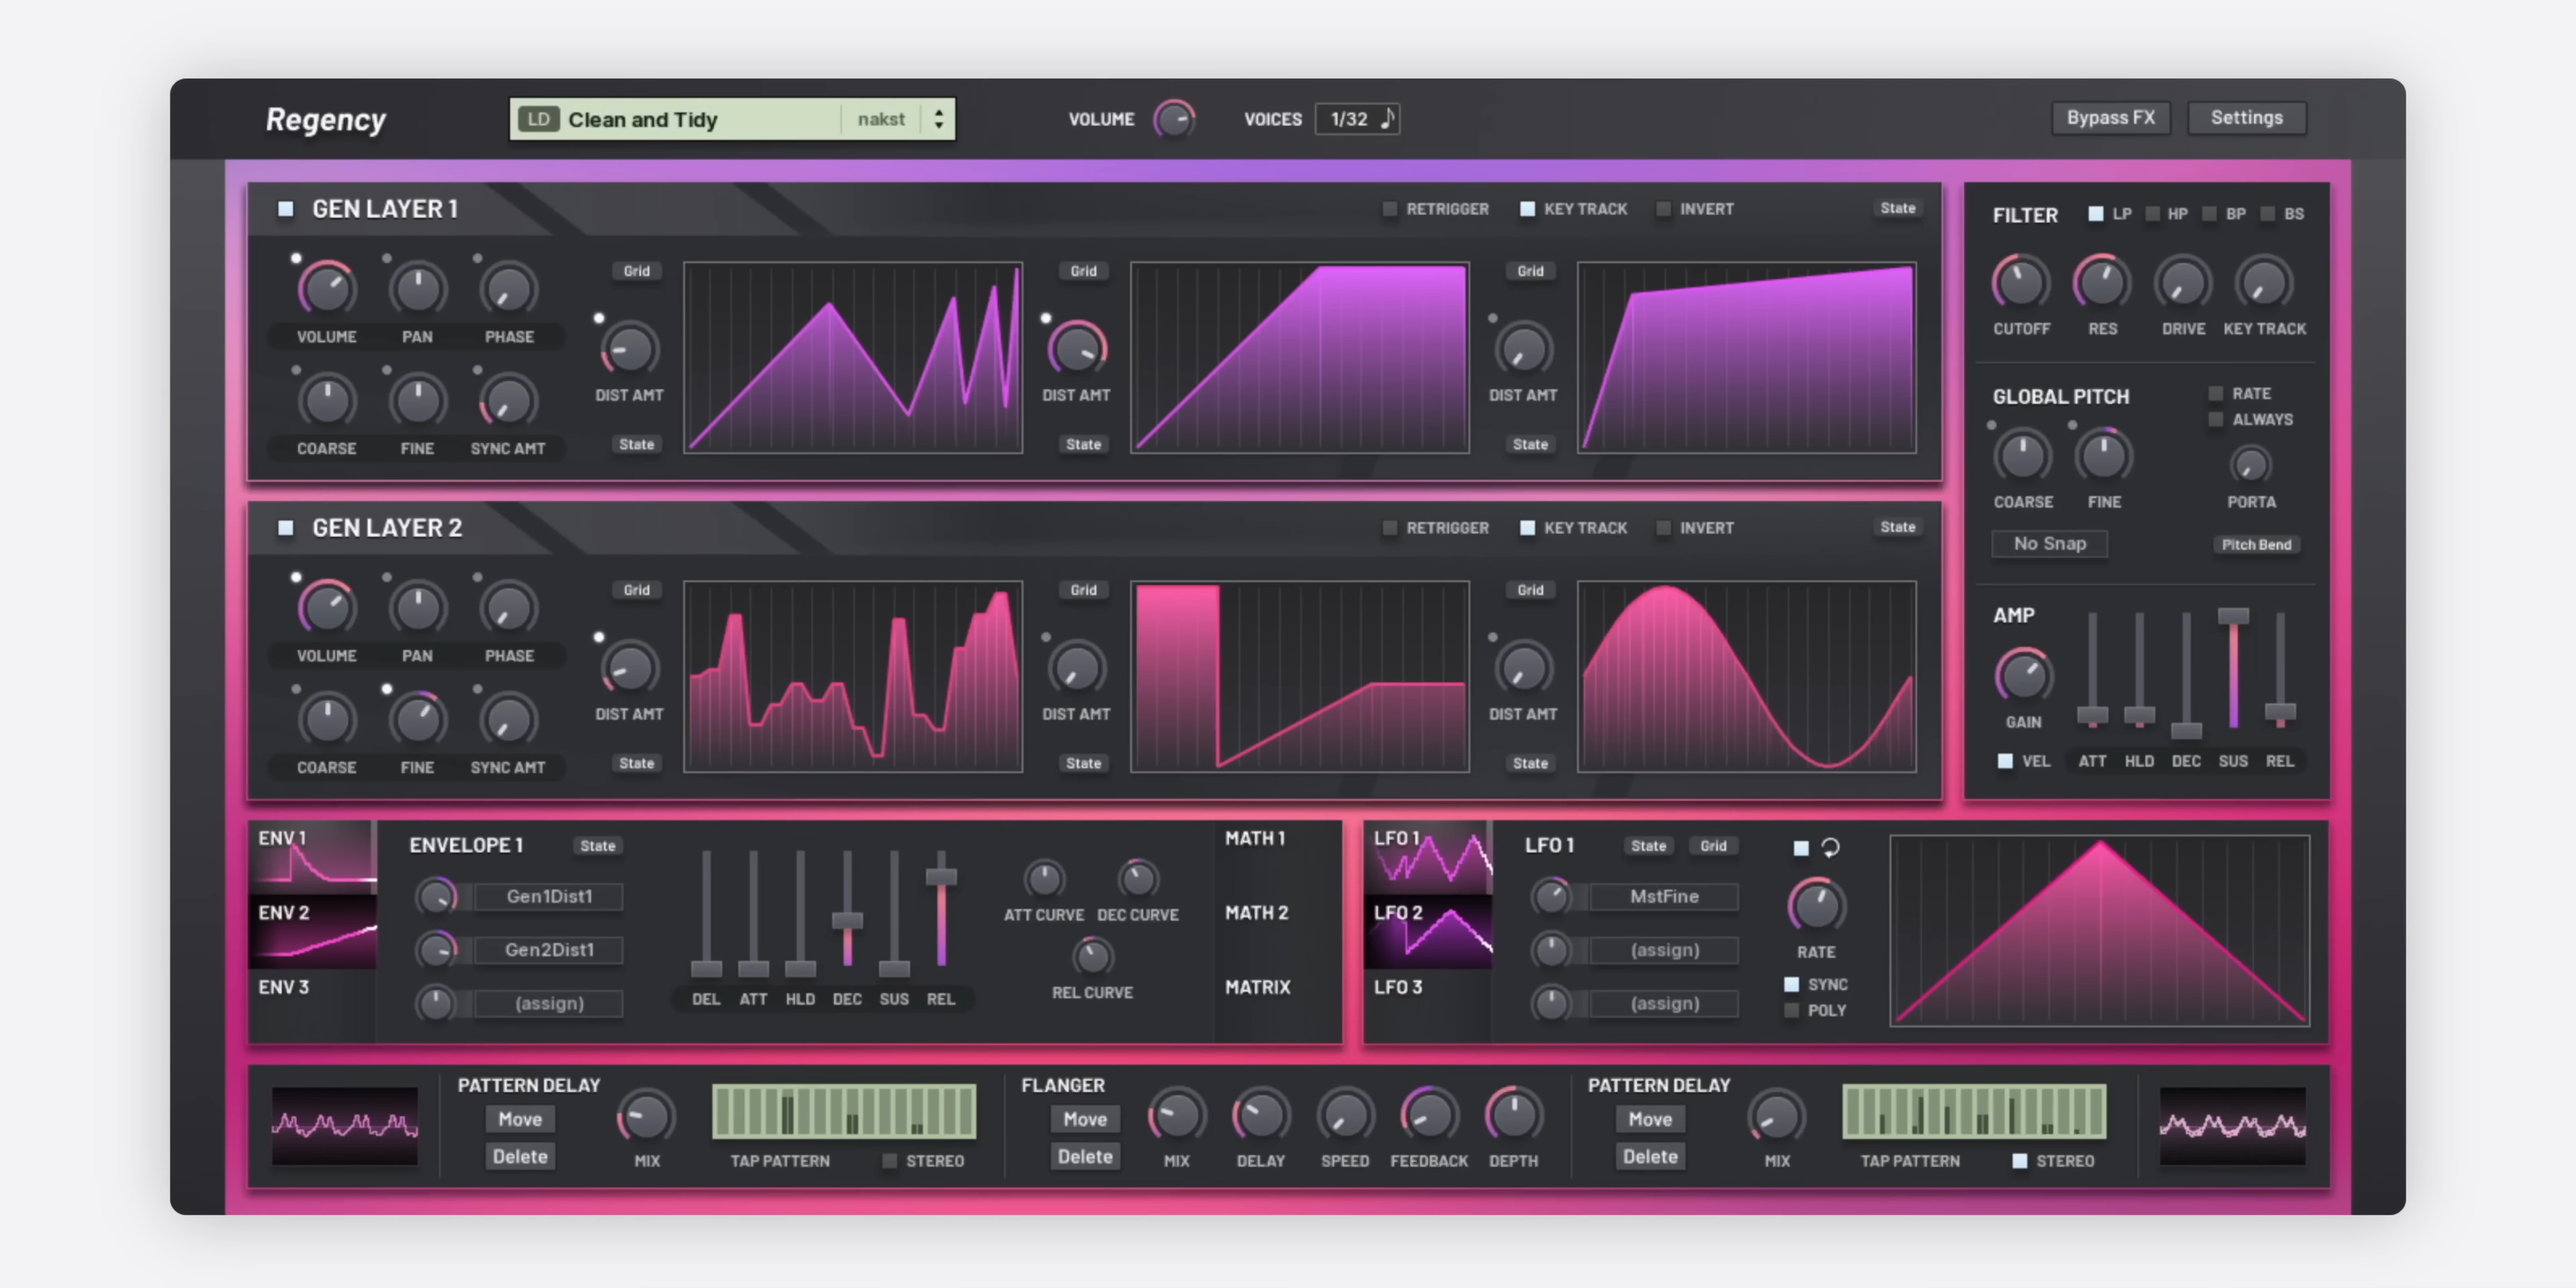 Regency
LD Clean and Tidy nakst
VOLUME
VOICES 1/32
Bypass FX
Settings
GEN LAYER 1
RETRIGGER KEY TRACK INVERT State
VOLUME PAN PHASE
COARSE FINE SYNC AMT
Grid
DIST AMT
State
Grid
DIST AMT
State
Grid
DIST AMT
State
GEN LAYER 2
RETRIGGER KEY TRACK INVERT State
VOLUME PAN PHASE
COARSE FINE SYNC AMT
Grid
DIST AMT
State
Grid
DIST AMT
State
Grid
DIST AMT
State
FILTER LP HP BP BS
CUTOFF RES DRIVE KEY TRACK
GLOBAL PITCH
RATE
ALWAYS
COARSE FINE PORTA
No Snap Pitch Bend
AMP
GAIN
VEL ATT HLD DEC SUS REL
ENV 1
ENV 2
ENV 3
ENVELOPE 1 State
Gen1Dist1
Gen2Dist1
(assign)
DEL ATT HLD DEC SUS REL
ATT CURVE DEC CURVE
REL CURVE
MATH 1
MATH 2
MATRIX
LFO 1
LFO 2
LFO 3
LFO 1 State Grid
MstFine
(assign)
(assign)
RATE
SYNC
POLY
PATTERN DELAY
Move
Delete
MIX TAP PATTERN STEREO
FLANGER
Move
Delete
MIX DELAY SPEED FEEDBACK DEPTH
PATTERN DELAY
Move
Delete
MIX TAP PATTERN STEREO